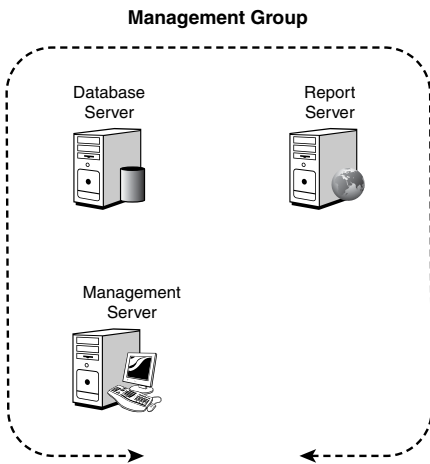 Management Group
Database
Server
Report
Server
Management
Server